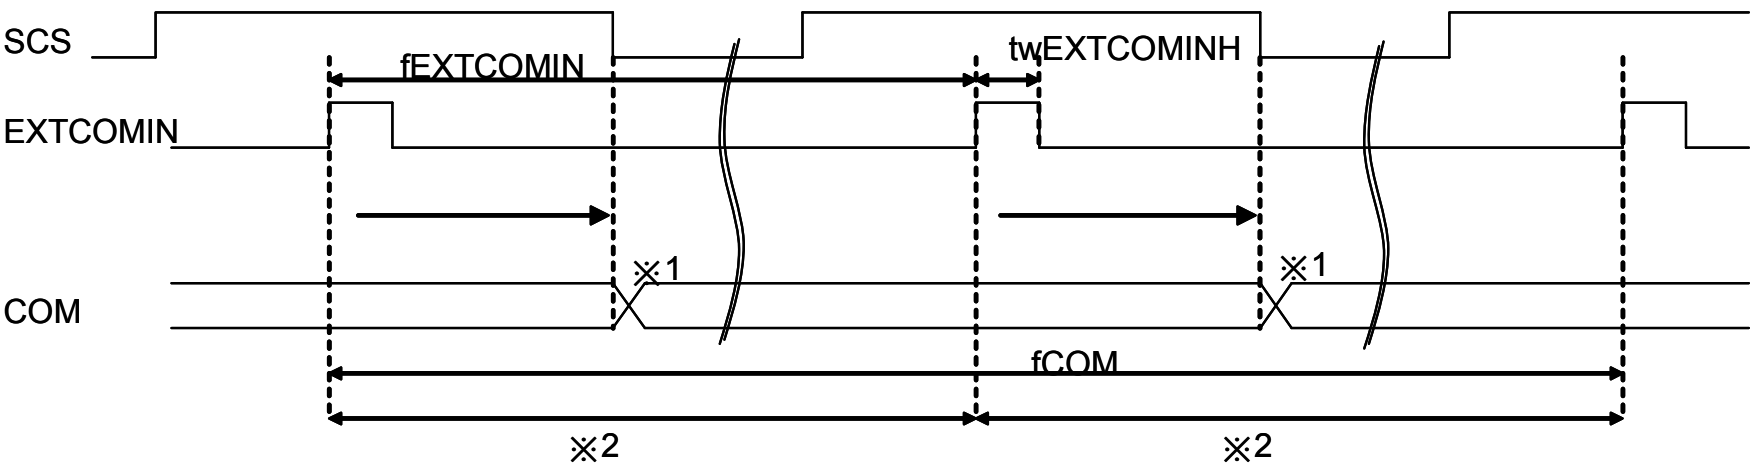 SCS
fEXTCOMIN
twEXTCOMINH
EXTCOMIN
※1
※1
COM
fCOM
※2
※2